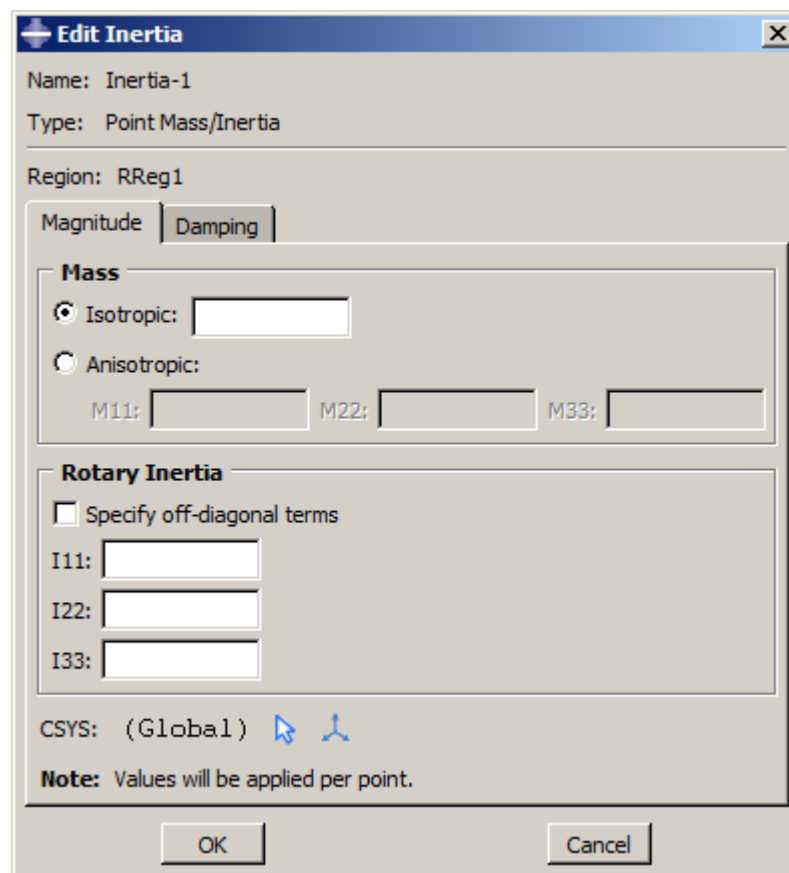 Edit Inertia
Name: Inertia-1
Type: Point Mass/Inertia
Region: RReg1
Magnitude Damping
Mass
Isotropic:
Anisotropic:
M11: M22: M33:
Rotary Inertia
Specify off-diagonal terms
I11:
I22:
I33:
CSYS: (Global)
Note: Values will be applied per point.
OK Cancel